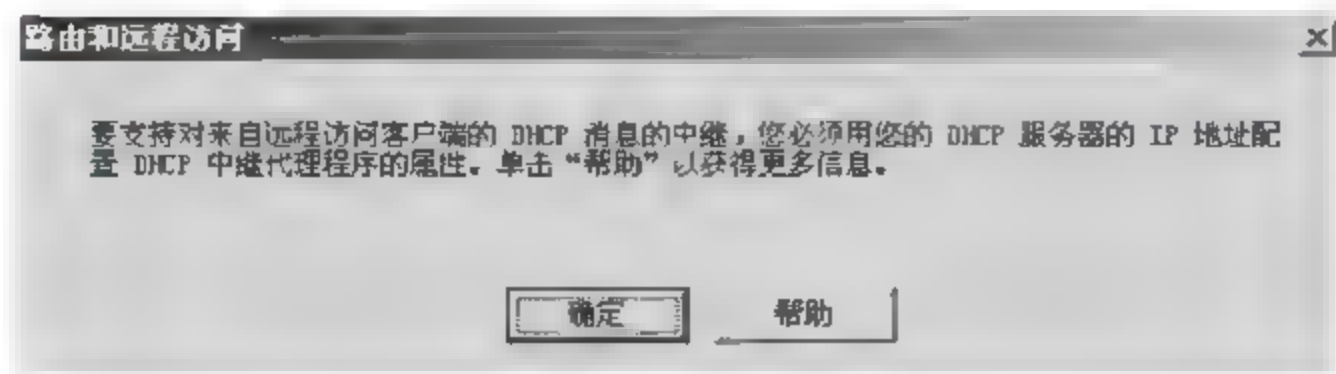 路由和远程访问
要支持对来自远程访问客户端的 DHCP 消息的中继，您必须用您的 DHCP 服务器的 IP 地址配
置 DHCP 中继代理程序的属性。单击“帮助”以获得更多信息。
确定
帮助